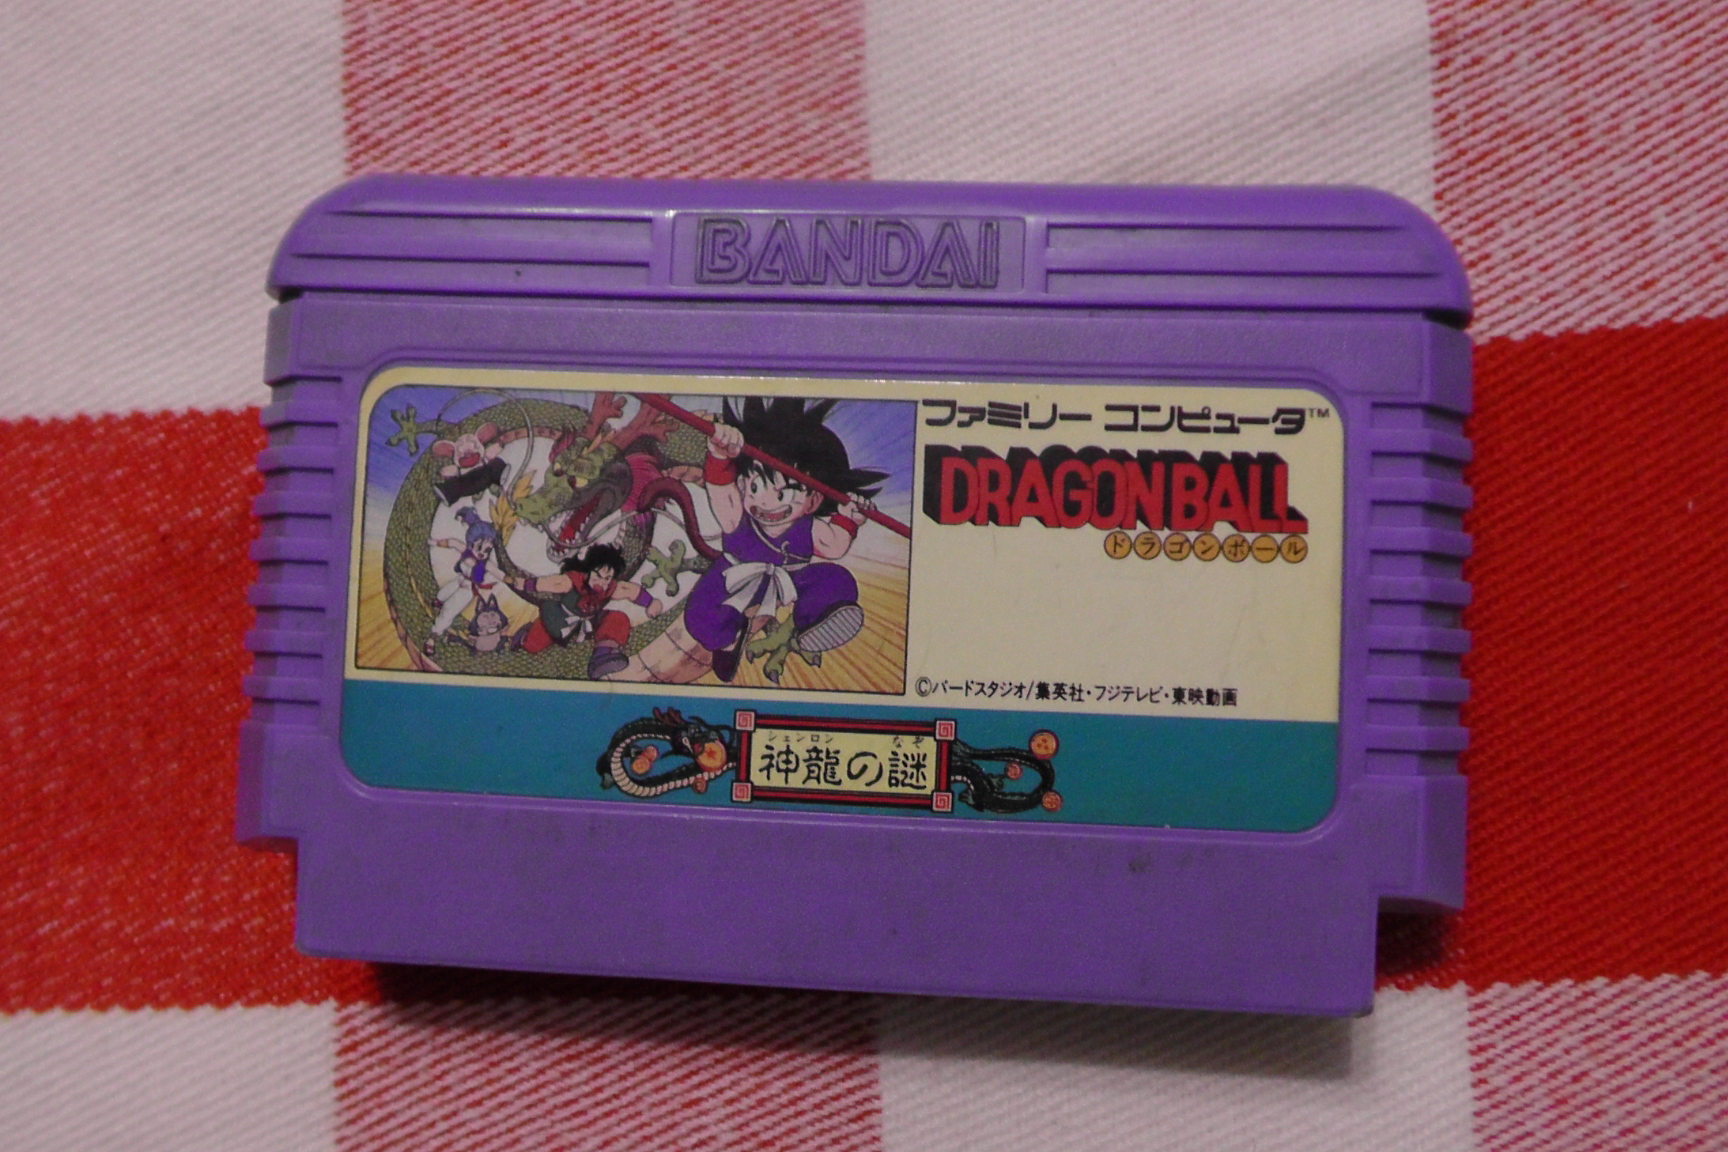 BANDAI
ファミリー コンピュータ™
DRAGON BALL
ドラゴンボール
©バードスタジオ/集英社・フジテレビ・東映動画
シェンロン なぞ
神龍の謎